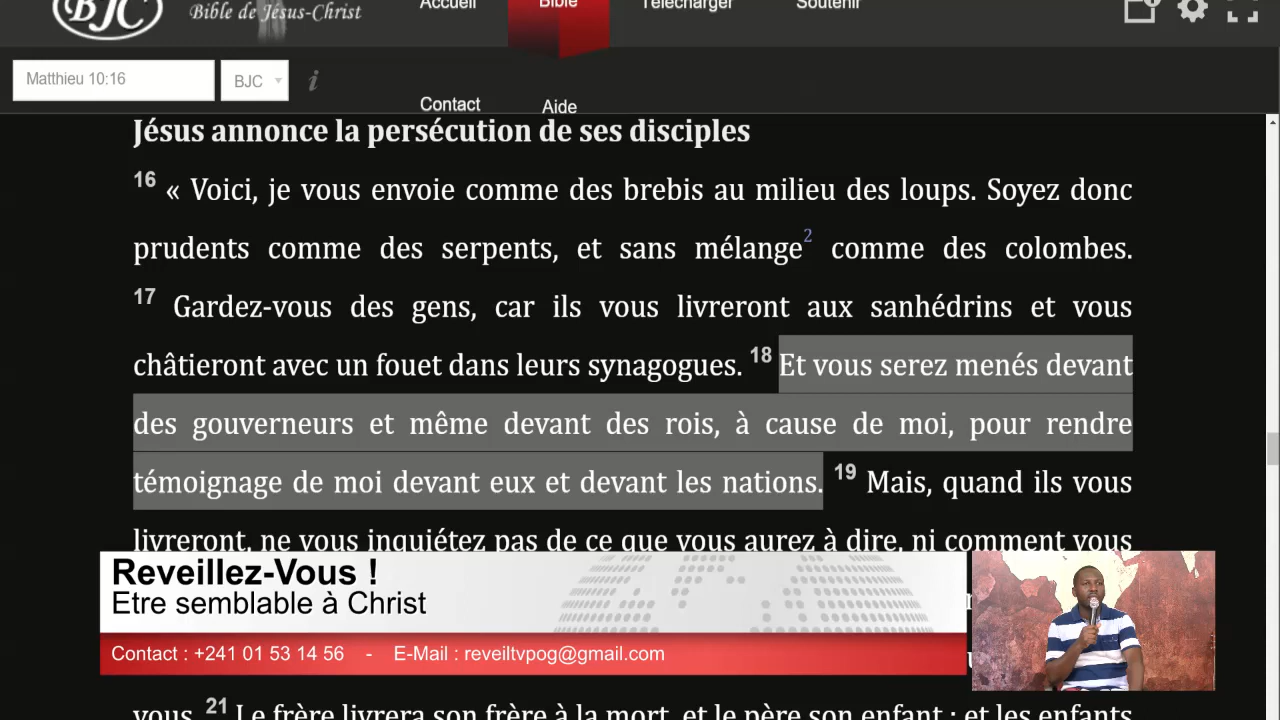 BJC
Bible de Jésus-Christ
Accueil
Bible
Télécharger
Soutenir
Matthieu 10:16
BJC
i
Contact
Aide
Jésus annonce la persécution de ses disciples
16 « Voici, je vous envoie comme des brebis au milieu des loups. Soyez donc
prudents comme des serpents, et sans mélange2 comme des colombes.
17 Gardez-vous des gens, car ils vous livreront aux sanhédrins et vous
châtieront avec un fouet dans leurs synagogues. 18 Et vous serez menés devant
des gouverneurs et même devant des rois, à cause de moi, pour rendre
témoignage de moi devant eux et devant les nations. 19 Mais, quand ils vous
livreront, ne vous inquiétez pas de ce que vous aurez à dire, ni comment vous
Reveillez-Vous !
Etre semblable à Christ
Contact : +241 01 53 14 56 - E-Mail : reveiltvpog@gmail.com
vous. 21 Le frère livrera son frère à la mort, et le père son enfant ; et les enfants